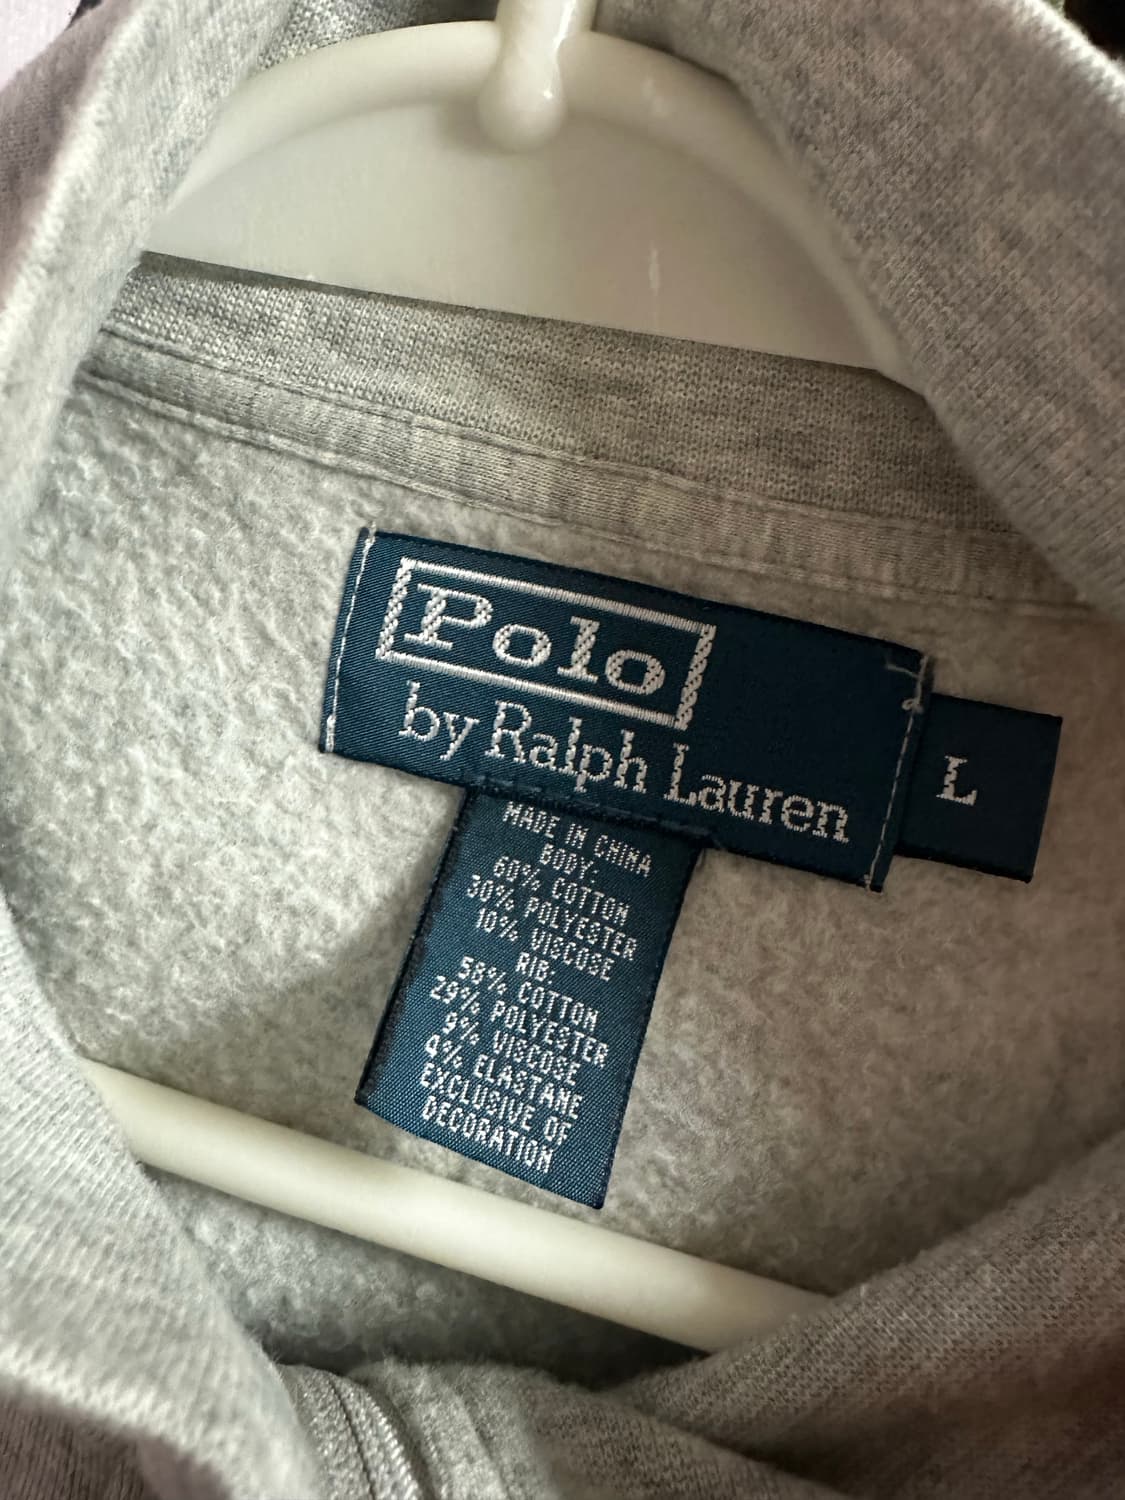 Polo
by Ralph Lauren
L
MADE IN CHINA
BODY:
60% COTTON
30% POLYESTER
10% VISCOSE
RIB:
58% COTTON
29% POLYESTER
9% VISCOSE
4% ELASTANE
EXCLUSIVE OF
DECORATION